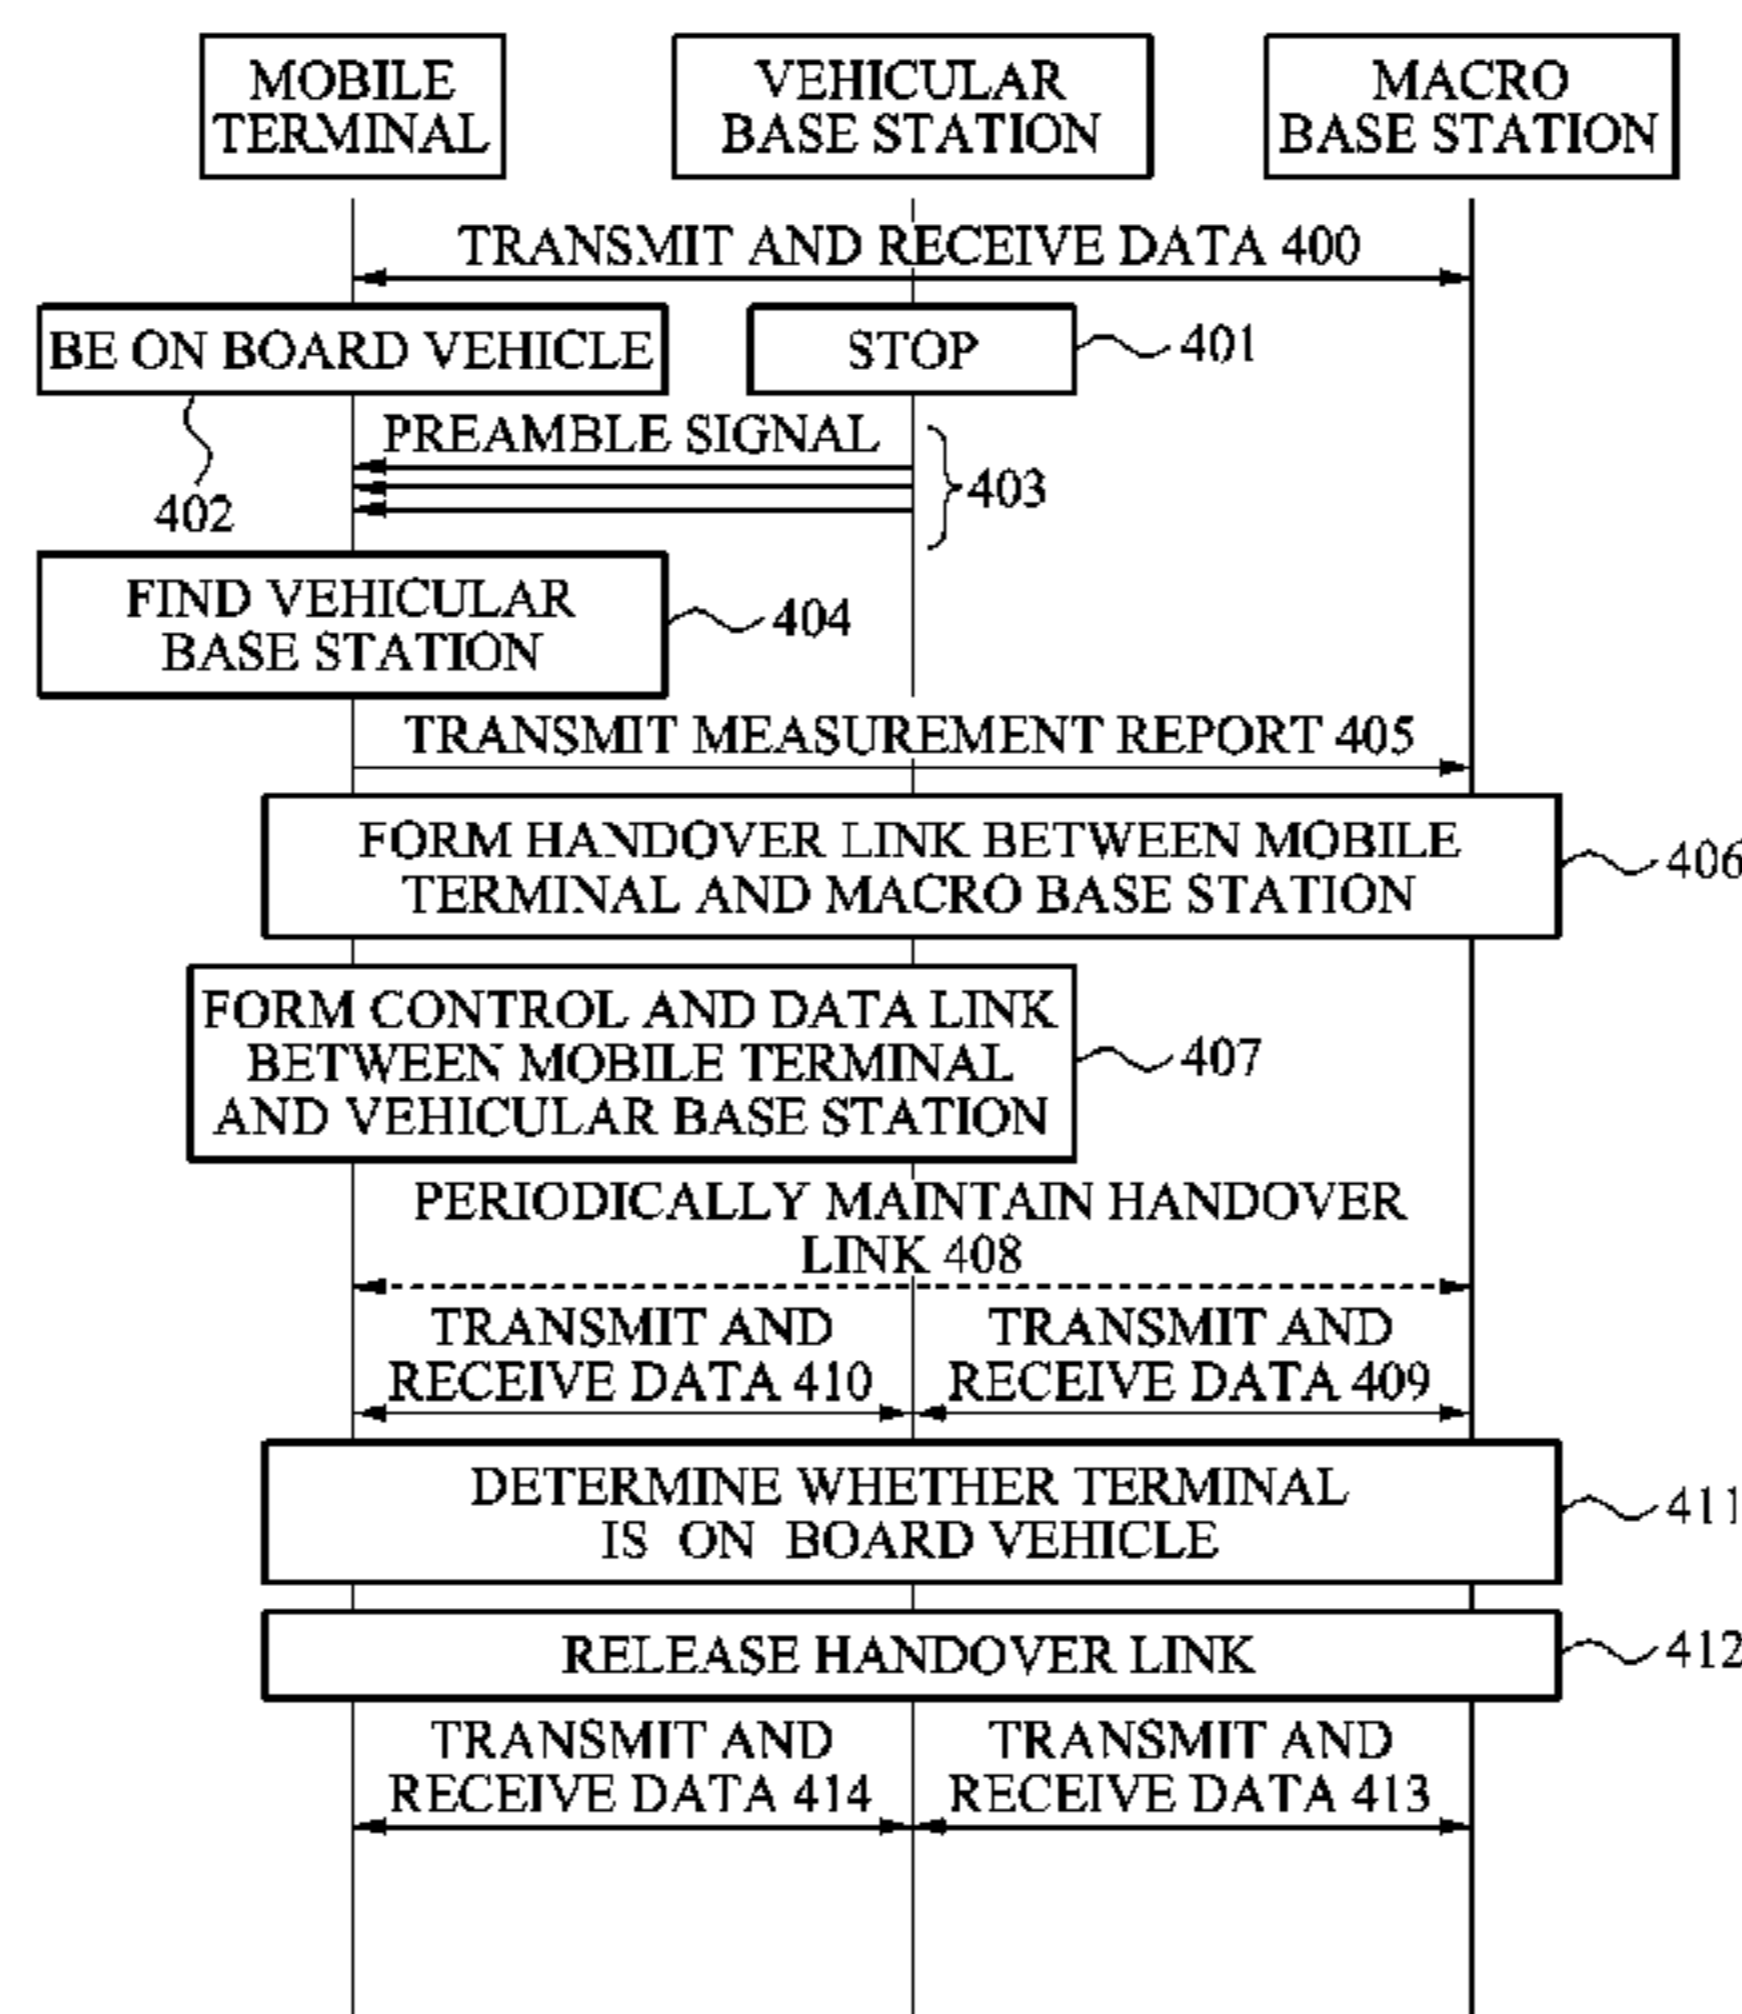 MOBILE
TERMINAL
VEHICULAR
BASE STATION
MACRO
BASE STATION
TRANSMIT AND RECEIVE DATA 400
BE ON BOARD VEHICLE
STOP
401
PREAMBLE SIGNAL
402
403
FIND VEHICULAR
BASE STATION
404
TRANSMIT MEASUREMENT REPORT 405
FORM HANDOVER LINK BETWEEN MOBILE
TERMINAL AND MACRO BASE STATION
406
FORM CONTROL AND DATA LINK
BETWEEN MOBILE TERMINAL
AND VEHICULAR BASE STATION
407
PERIODICALLY MAINTAIN HANDOVER
LINK 408
TRANSMIT AND
RECEIVE DATA 410
TRANSMIT AND
RECEIVE DATA 409
DETERMINE WHETHER TERMINAL
IS ON BOARD VEHICLE
411
RELEASE HANDOVER LINK
412
TRANSMIT AND
RECEIVE DATA 414
TRANSMIT AND
RECEIVE DATA 413